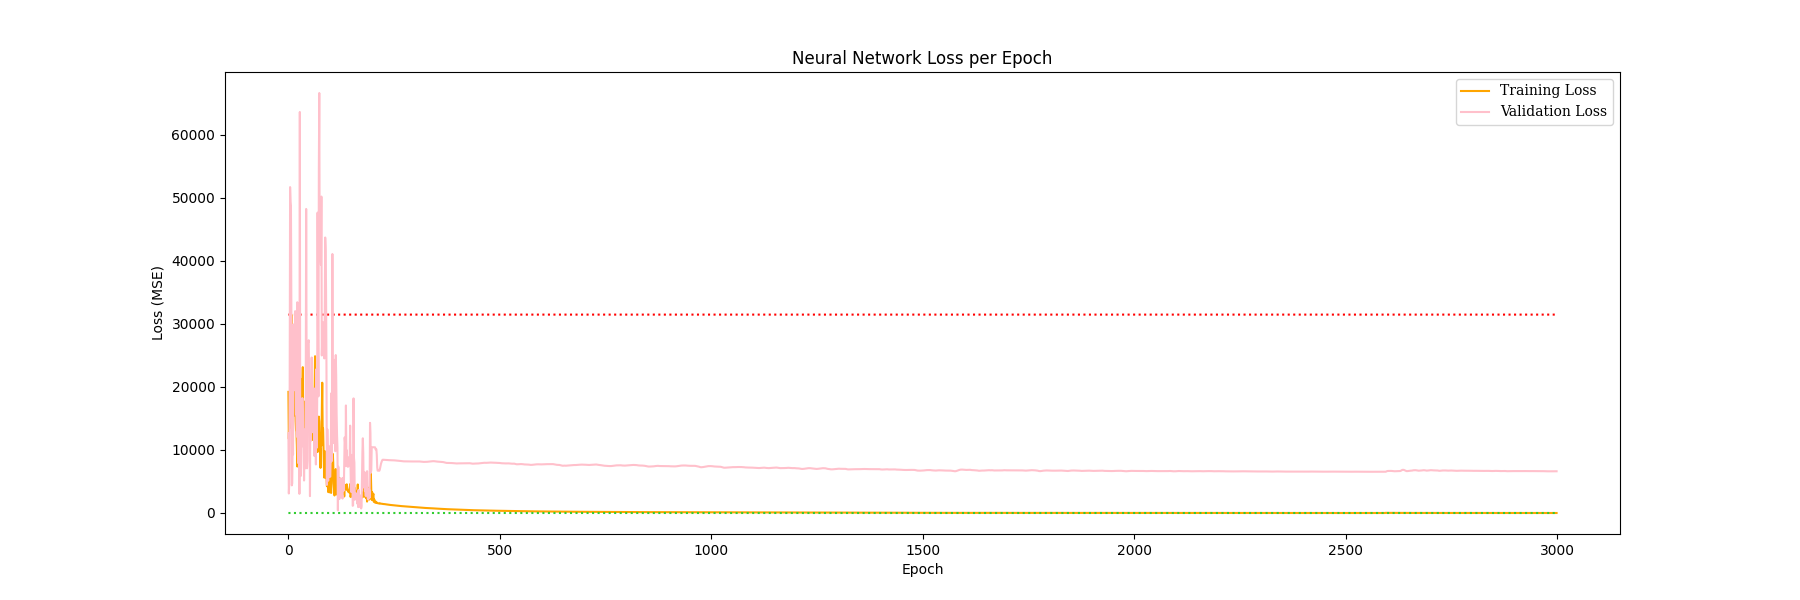 Neural Network Loss per Epoch
Training Loss
Validation Loss
Loss (MSE)
60000
50000
40000
30000
20000
10000
0
0 500 1000 1500 2000 2500 3000
Epoch